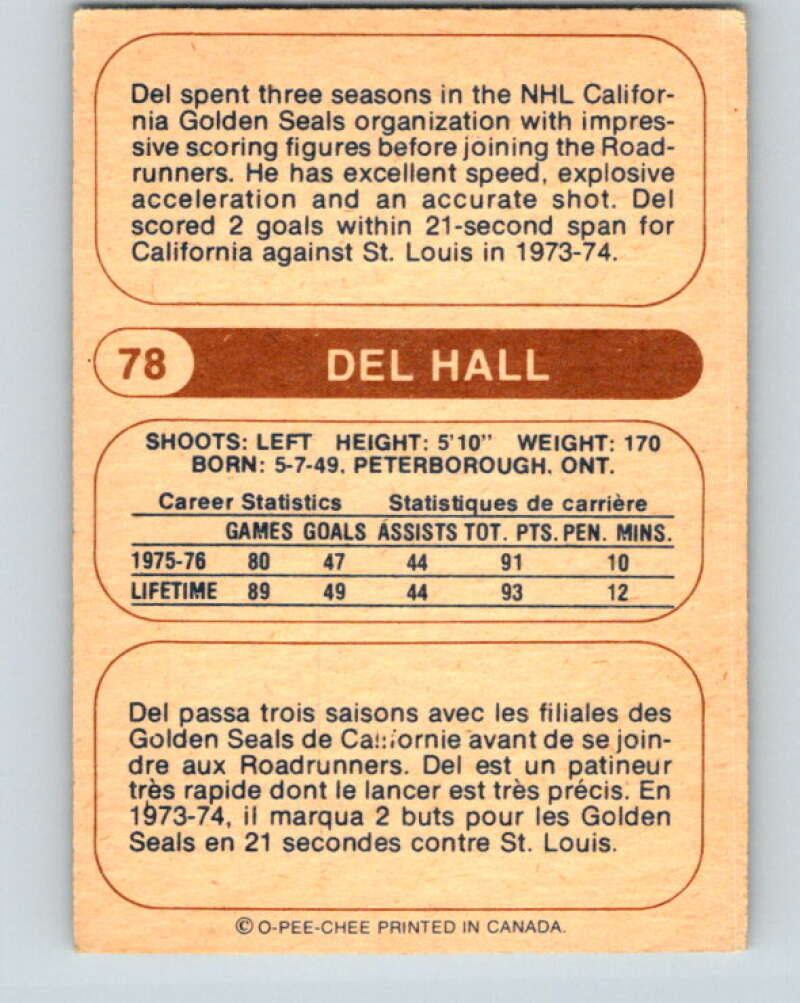 Del spent three seasons in the NHL Califor-
nia Golden Seals organization with impres-
sive scoring figures before joining the Road-
runners. He has excellent speed, explosive
acceleration and an accurate shot. Del
scored 2 goals within 21-second span for
California against St. Louis in 1973-74.
78 DEL HALL
SHOOTS: LEFT HEIGHT: 5'10" WEIGHT: 170
BORN: 5-7-49. PETERBOROUGH. ONT.
Career Statistics Statistiques de carrière
GAMES GOALS ASSISTS TOT. PTS. PEN. MINS.
1975-76 80 47 44 91 10
LIFETIME 89 49 44 93 12
Del passa trois saisons avec les filiales des
Golden Seals de Californie avant de se join-
dre aux Roadrunners. Del est un patineur
très rapide dont le lancer est très précis. En
1973-74, il marqua 2 buts pour les Golden
Seals en 21 secondes contre St. Louis.
© O-PEE-CHEE PRINTED IN CANADA.